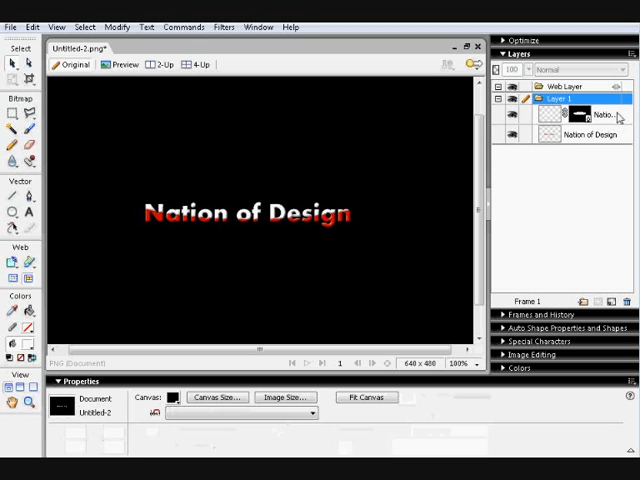 File Edit View Select Modify Text Commands Filters Window Help
Select
Bitmap
Vector
Web
Colors
View
Untitled-2.png*
Original Preview 2-Up 4-Up
Nation of Design
PNG (Document)
1
640 x 480
100%
Optimize
Layers
100 Normal
Web Layer
Layer 1
Natio...
Nation of Design
Frame 1
Frames and History
Auto Shape Properties and Shapes
Special Characters
Image Editing
Colors
Properties
Document
Untitled-2
Canvas:
Canvas Size...
Image Size...
Fit Canvas